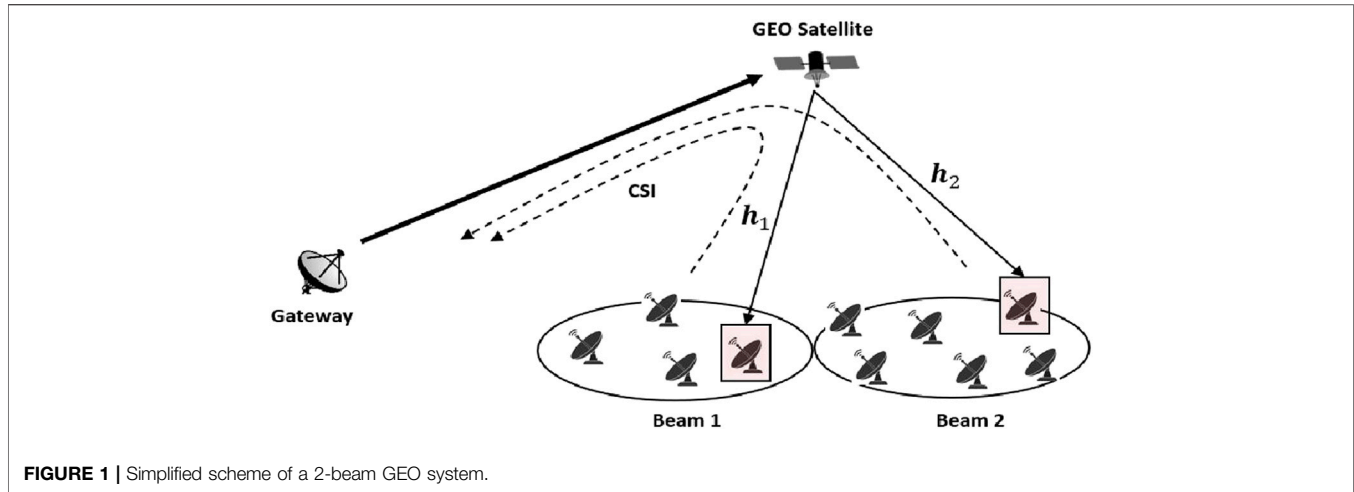 GEO Satellite
CSI
h₁
h₂
Gateway
Beam 1
Beam 2
FIGURE 1 | Simplified scheme of a 2-beam GEO system.